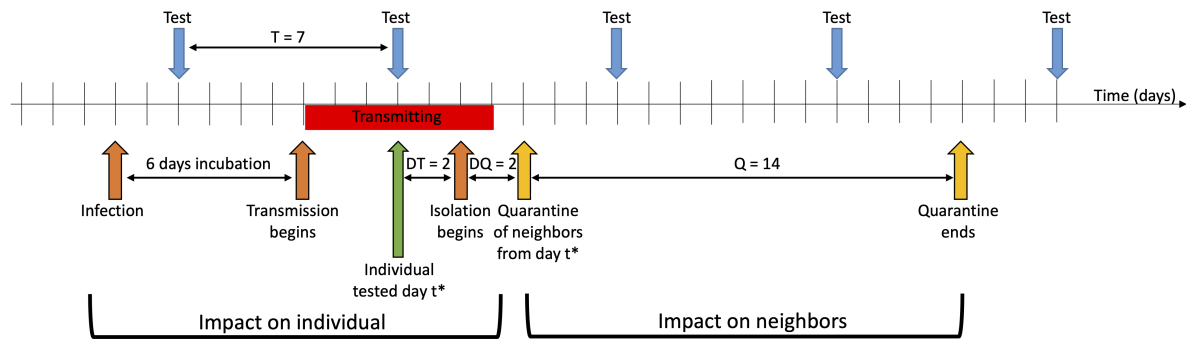 Test
Test
Test
Test
Test
T = 7
Time (days)
Transmitting
6 days incubation
DT = 2
DQ = 2
Q = 14
Infection
Transmission
begins
Isolation
begins
Quarantine
of neighbors
from day t*
Quarantine
ends
Individual
tested day t*
Impact on individual
Impact on neighbors